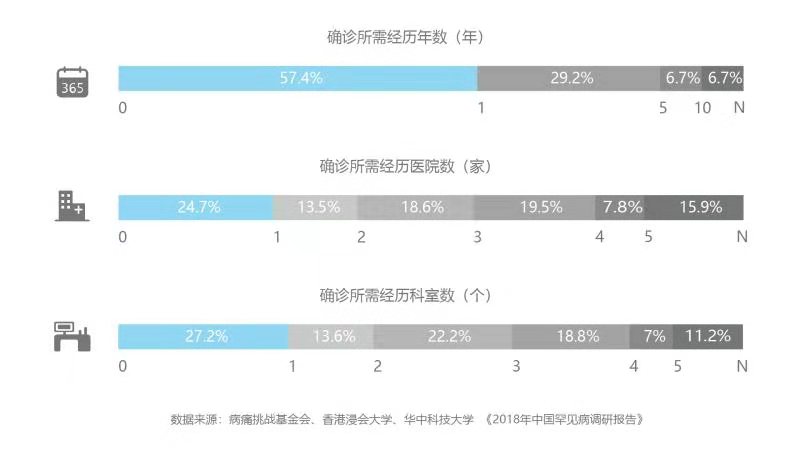 确诊所需经历年数（年）
365
57.4% 29.2% 6.7% 6.7%
0 1 5 10 N
确诊所需经历医院数（家）
24.7% 13.5% 18.6% 19.5% 7.8% 15.9%
0 1 2 3 4 5 N
确诊所需经历科室数（个）
27.2% 13.6% 22.2% 18.8% 7% 11.2%
0 1 2 3 4 5 N
数据来源：病痛挑战基金会、香港浸会大学、华中科技大学 《2018年中国罕见病调研报告》